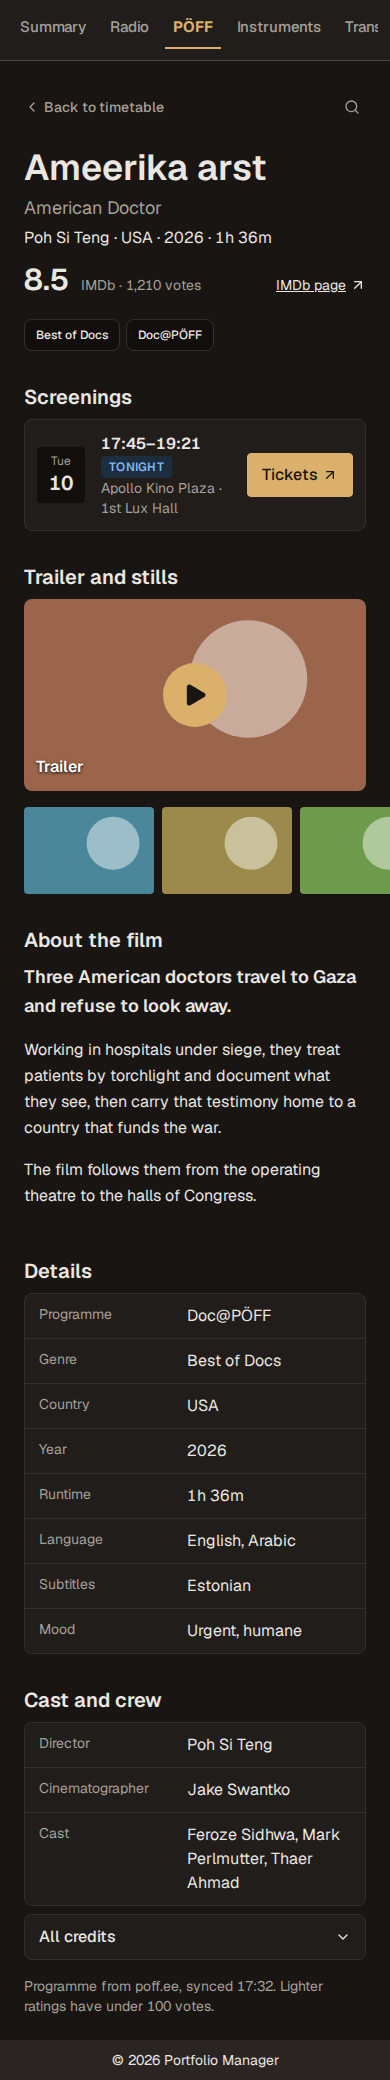 Summary Radio PÖFF Instruments Trans
Back to timetable
Ameerika arst
American Doctor
Poh Si Teng · USA · 2026 · 1h 36m
8.5 IMDb · 1,210 votes IMDb page
Best of Docs Doc@PÖFF
Screenings
Tue
10
17:45–19:21
TONIGHT
Apollo Kino Plaza ·
1st Lux Hall
Tickets
Trailer and stills
Trailer
About the film
Three American doctors travel to Gaza
and refuse to look away.
Working in hospitals under siege, they treat
patients by torchlight and document what
they see, then carry that testimony home to a
country that funds the war.
The film follows them from the operating
theatre to the halls of Congress.
Details
Programme Doc@PÖFF
Genre Best of Docs
Country USA
Year 2026
Runtime 1h 36m
Language English, Arabic
Subtitles Estonian
Mood Urgent, humane
Cast and crew
Director Poh Si Teng
Cinematographer Jake Swantko
Cast Feroze Sidhwa, Mark
Perlmutter, Thaer
Ahmad
All credits
Programme from poff.ee, synced 17:32. Lighter
ratings have under 100 votes.
© 2026 Portfolio Manager